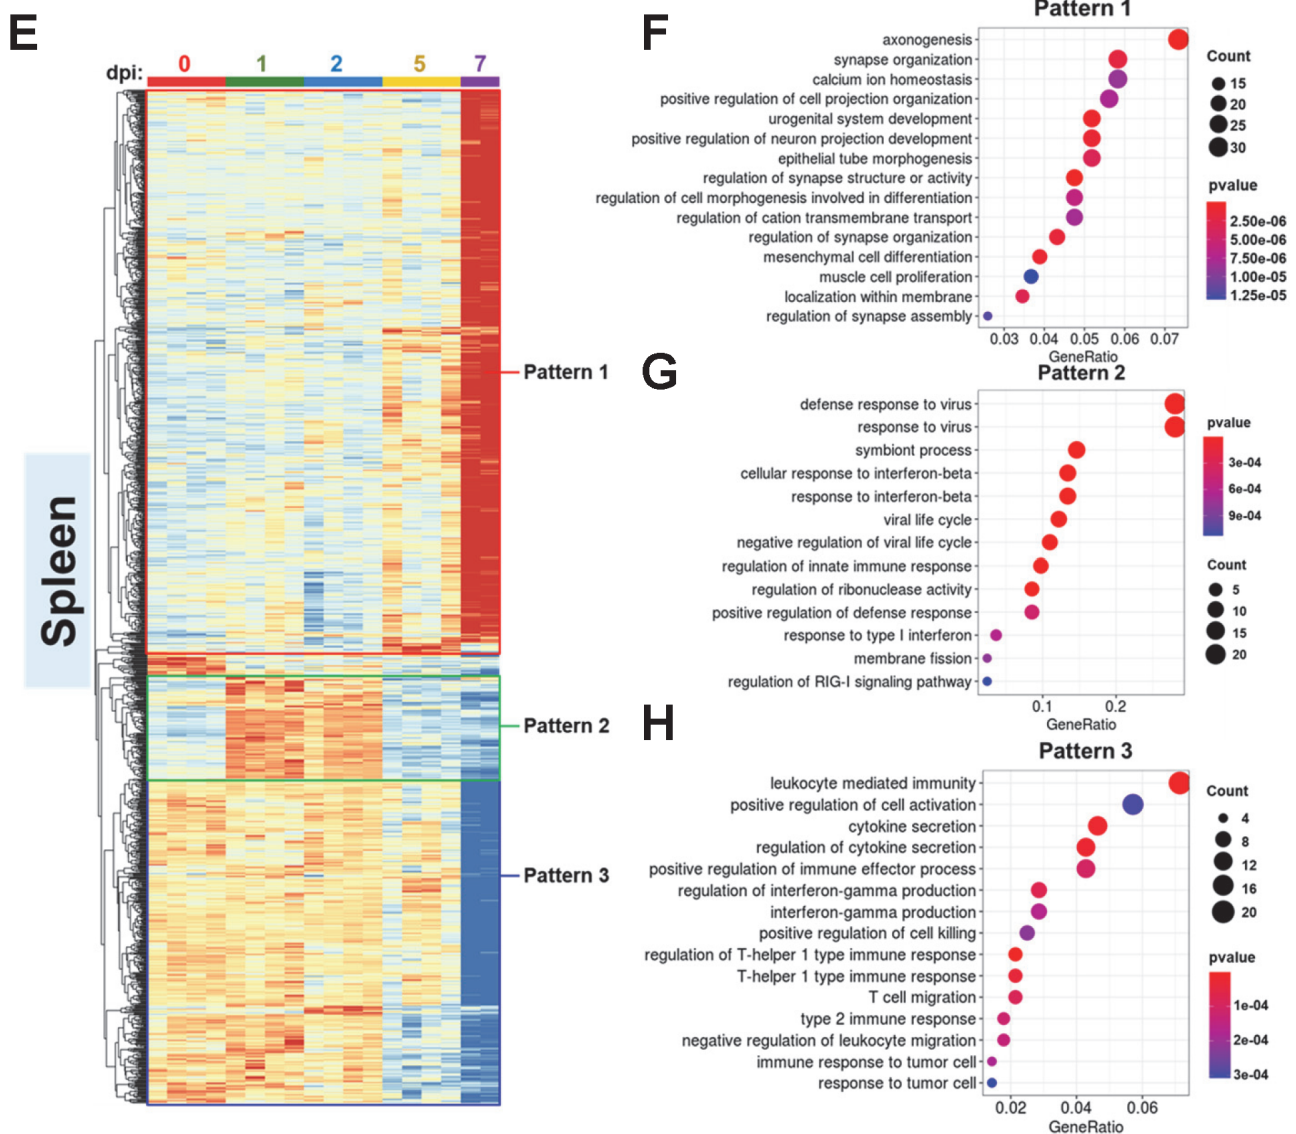 E
dpi:
0 1 2 5 7
Spleen
Pattern 1
Pattern 2
Pattern 3
F
Pattern 1
axonogenesis
synapse organization
calcium ion homeostasis
positive regulation of cell projection organization
urogenital system development
positive regulation of neuron projection development
epithelial tube morphogenesis
regulation of synapse structure or activity
regulation of cell morphogenesis involved in differentiation
regulation of cation transmembrane transport
regulation of synapse organization
mesenchymal cell differentiation
muscle cell proliferation
localization within membrane
regulation of synapse assembly
0.03 0.04 0.05 0.06 0.07
GeneRatio
Count
15
20
25
30
pvalue
2.50e-06
5.00e-06
7.50e-06
1.00e-05
1.25e-05
G
Pattern 2
defense response to virus
response to virus
symbiont process
cellular response to interferon-beta
response to interferon-beta
viral life cycle
negative regulation of viral life cycle
regulation of innate immune response
regulation of ribonuclease activity
positive regulation of defense response
response to type I interferon
membrane fission
regulation of RIG-I signaling pathway
0.1 0.2
GeneRatio
pvalue
3e-04
6e-04
9e-04
Count
5
10
15
20
H
Pattern 3
leukocyte mediated immunity
positive regulation of cell activation
cytokine secretion
regulation of cytokine secretion
positive regulation of immune effector process
regulation of interferon-gamma production
interferon-gamma production
positive regulation of cell killing
regulation of T-helper 1 type immune response
T-helper 1 type immune response
T cell migration
type 2 immune response
negative regulation of leukocyte migration
immune response to tumor cell
response to tumor cell
0.02 0.04 0.06
GeneRatio
Count
4
8
12
16
20
pvalue
1e-04
2e-04
3e-04